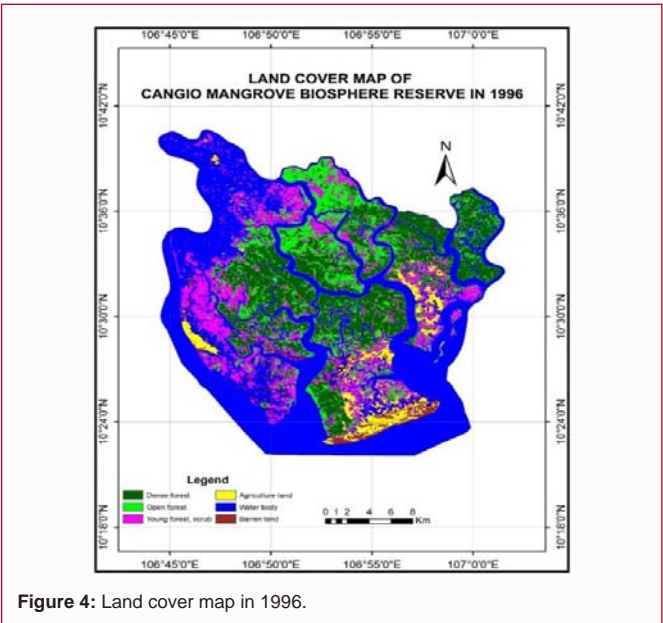 106°45'0"E 106°50'0"E 106°55'0"E 107°0'0"E
LAND COVER MAP OF
CANGIO MANGROVE BIOSPHERE RESERVE IN 1996
N
10°42'0"N 10°42'0"N
10°36'0"N 10°36'0"N
10°30'0"N 10°30'0"N
10°24'0"N 10°24'0"N
10°18'0"N 10°18'0"N
Legend
Dense forest Agriculture land
Open forest Water body
Young forest, scrub Barren land
0 1 2 4 6 8
Km
106°45'0"E 106°50'0"E 106°55'0"E 107°0'0"E
Figure 4: Land cover map in 1996.